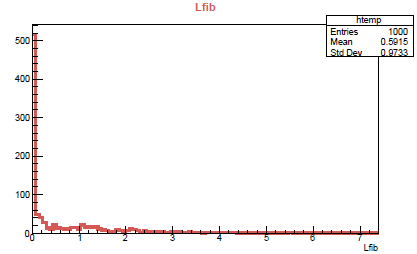 Lfib
htemp
Entries 1000
Mean 0.5915
Std Dev 0.9733
500
400
300
200
100
0
0 1 2 3 4 5 6 7
Lfib